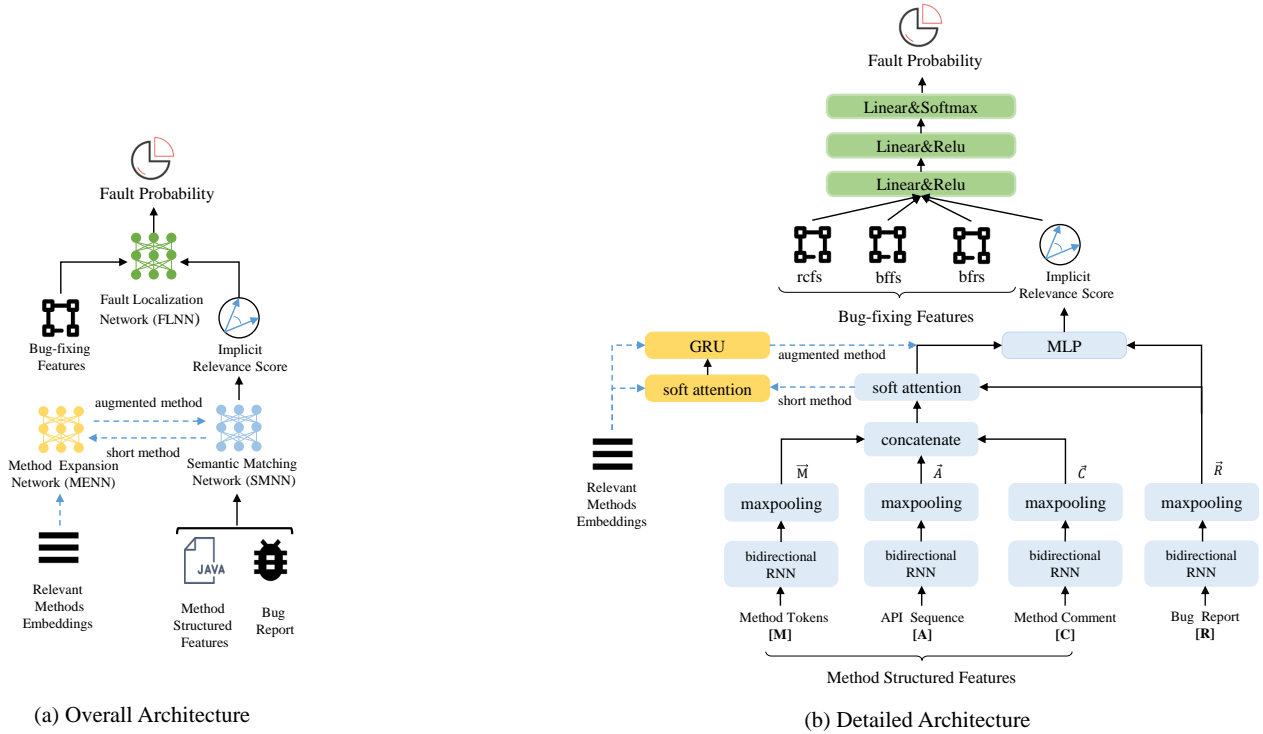 Fault Probability
Fault Localization
Network (FLNN)
Bug-fixing
Features
Implicit
Relevance Score
augmented method
short method
Method Expansion
Network (MENN)
Semantic Matching
Network (SMNN)
JAVA
Relevant
Methods
Embeddings
Method
Structured
Features
Bug
Report
(a) Overall Architecture
Fault Probability
Linear&Softmax
Linear&Relu
Linear&Relu
rcfs
bffs
bfrs
Implicit
Relevance Score
Bug-fixing Features
GRU
augmented method
MLP
soft attention
short method
soft attention
concatenate
Relevant
Methods
Embeddings
M⃗
A⃗
C⃗
R⃗
maxpooling
maxpooling
maxpooling
maxpooling
bidirectional
RNN
bidirectional
RNN
bidirectional
RNN
bidirectional
RNN
Method Tokens
[M]
API Sequence
[A]
Method Comment
[C]
Bug Report
[R]
Method Structured Features
(b) Detailed Architecture